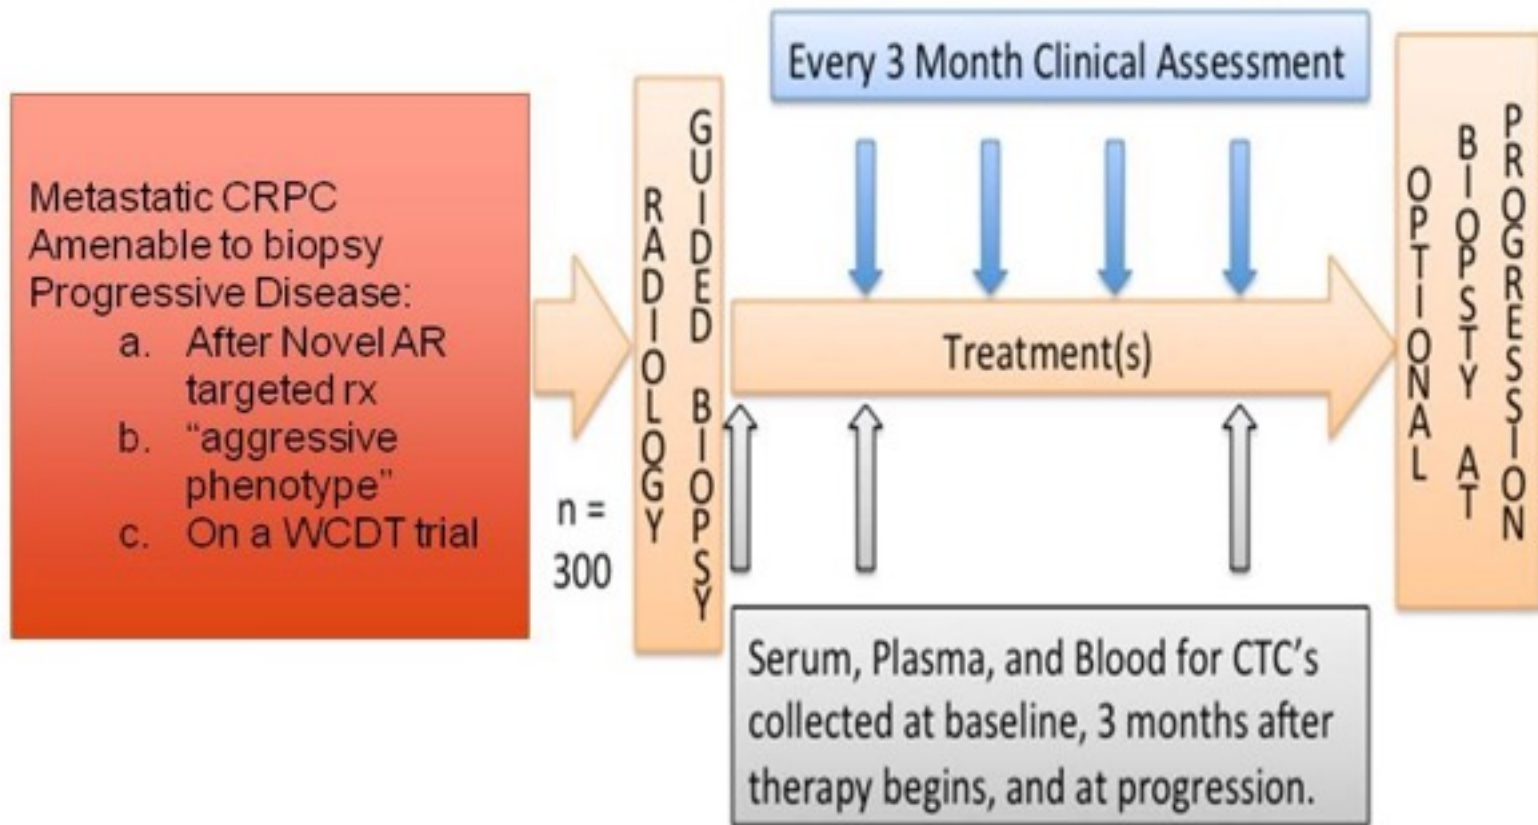 Metastatic CRPC
Amenable to biopsy
Progressive Disease:
a. After Novel AR
targeted rx
b. “aggressive
phenotype”
c. On a WCDT trial
n =
300
RADIOLOGY
GUIDED BIOPSY
Every 3 Month Clinical Assessment
Treatment(s)
Serum, Plasma, and Blood for CTC’s
collected at baseline, 3 months after
therapy begins, and at progression.
OPTIONAL
BIOPSTY AT
PROGRESSION